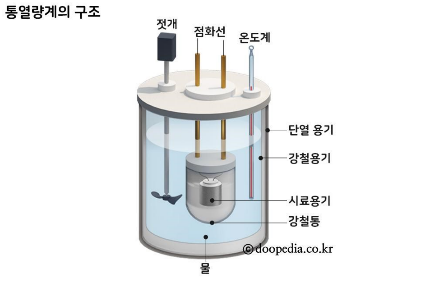 통열량계의 구조
젓개
점화선
온도계
단열 용기
강철용기
시료용기
강철통
ⓒ doopedia.co.kr
물